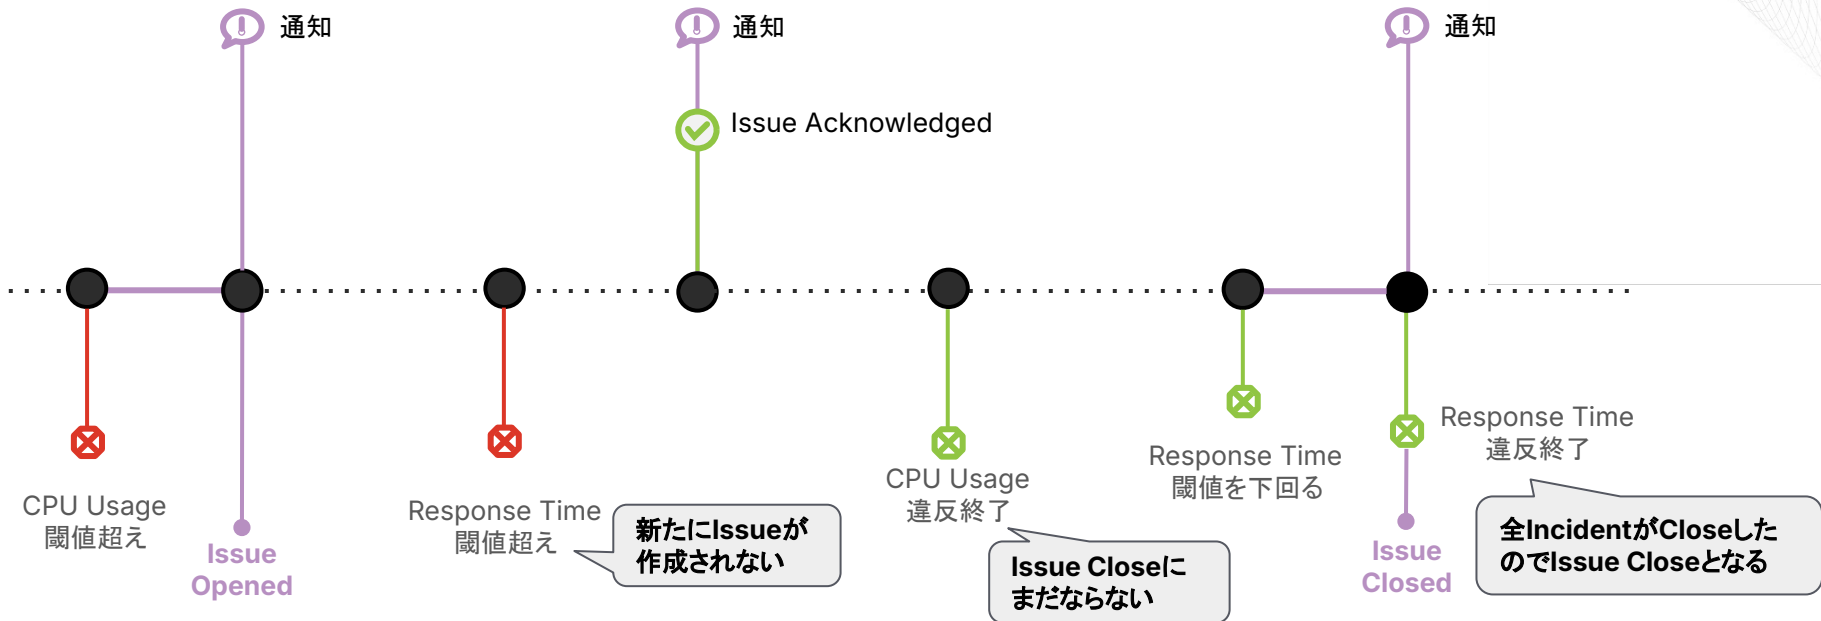 通知
通知
通知
Issue Acknowledged
CPU Usage
閾値超え
Issue
Opened
Response Time
閾値超え
新たにIssueが
作成されない
CPU Usage
違反終了
Issue Closeに
まだならない
Response Time
閾値を下回る
Response Time
違反終了
Issue
Closed
全IncidentがCloseした
のでIssue Closeとなる